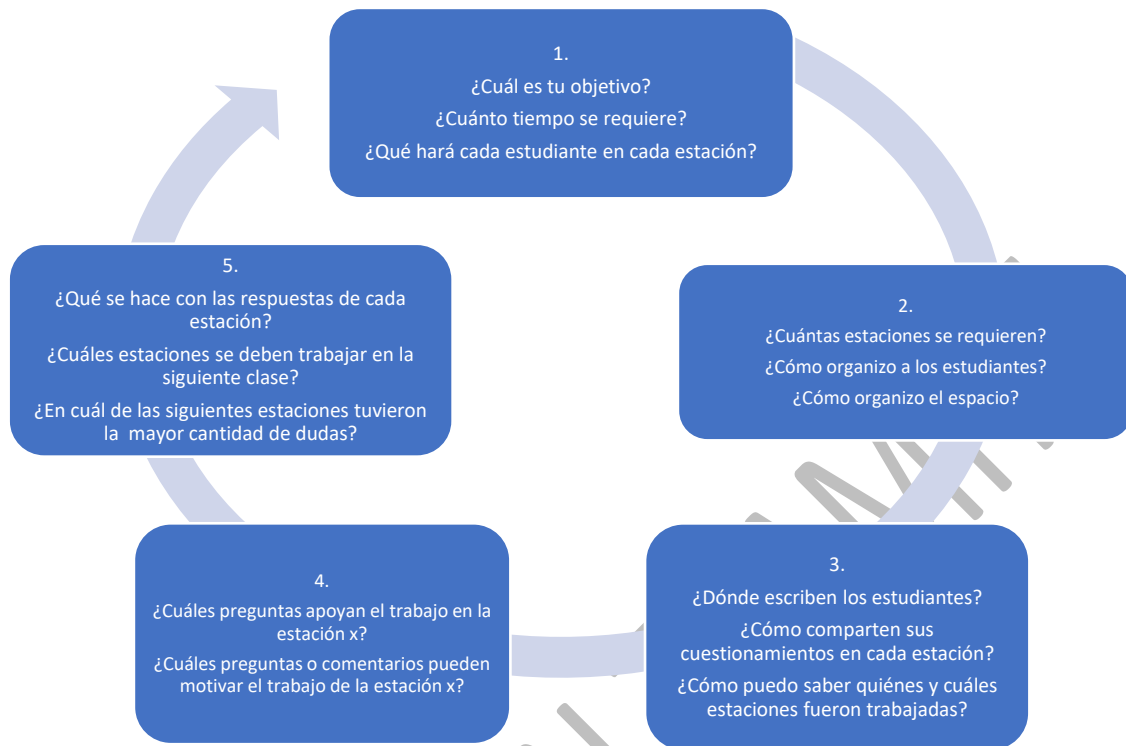 1.
¿Cuál es tu objetivo?
¿Cuánto tiempo se requiere?
¿Qué hará cada estudiante en cada estación?
2.
¿Cuántas estaciones se requieren?
¿Cómo organizo a los estudiantes?
¿Cómo organizo el espacio?
3.
¿Dónde escriben los estudiantes?
¿Cómo comparten sus
cuestionamientos en cada estación?
¿Cómo puedo saber quiénes y cuáles
estaciones fueron trabajadas?
4.
¿Cuáles preguntas apoyan el trabajo en la
estación x?
¿Cuáles preguntas o comentarios pueden
motivar el trabajo de la estación x?
5.
¿Qué se hace con las respuestas de cada
estación?
¿Cuáles estaciones se deben trabajar en la
siguiente clase?
¿En cuál de las siguientes estaciones tuvieron
la mayor cantidad de dudas?